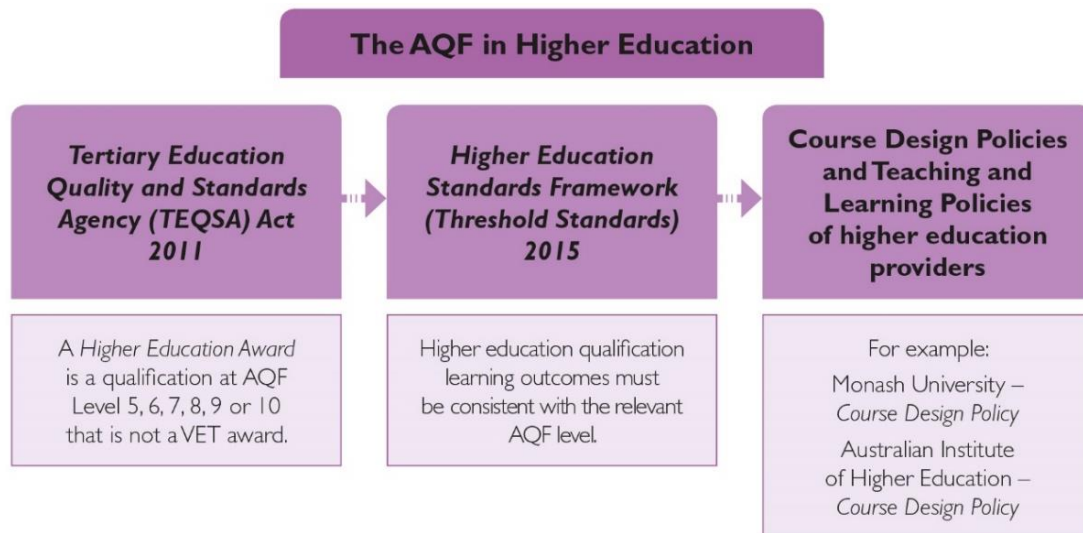 The AQF in Higher Education
Tertiary Education
Quality and Standards
Agency (TEQSA) Act
2011
A Higher Education Award
is a qualification at AQF
Level 5, 6, 7, 8, 9 or 10
that is not a VET award.
Higher Education
Standards Framework
(Threshold Standards)
2015
Higher education qualification
learning outcomes must
be consistent with the relevant
AQF level.
Course Design Policies
and Teaching and
Learning Policies
of higher education
providers
For example:
Monash University –
Course Design Policy
Australian Institute
of Higher Education –
Course Design Policy